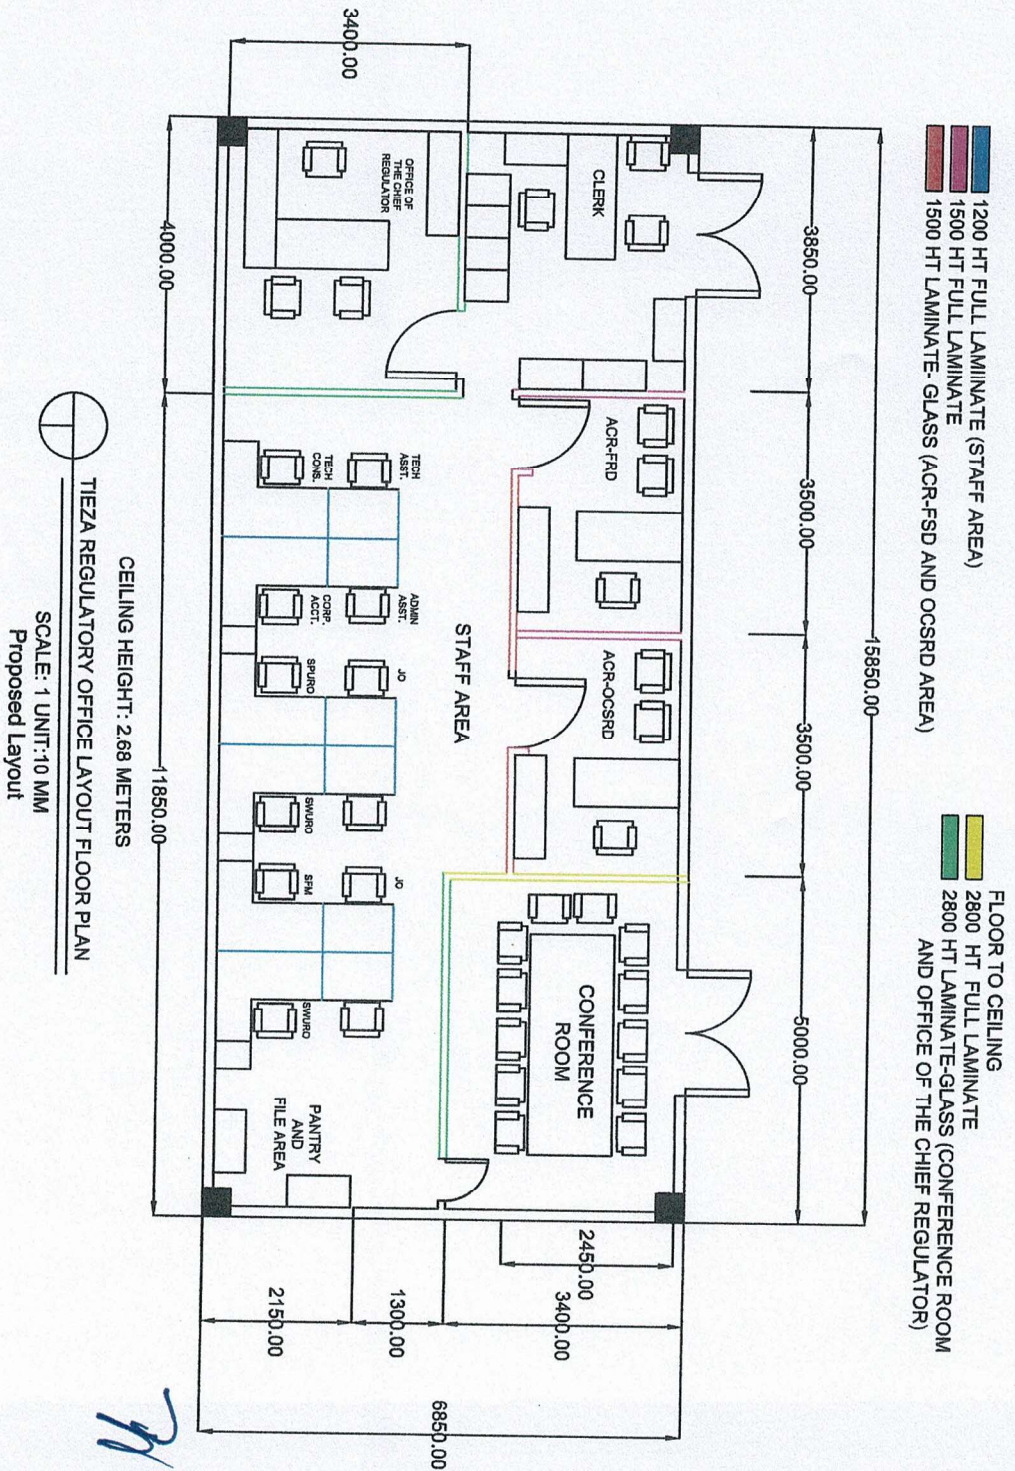 1200 HT FULL LAMIINATE (STAFF AREA)
1500 HT FULL LAMINATE
1500 HT LAMINATE- GLASS (ACR-FSD AND OCSRD AREA)
FLOOR TO CEILING
2800 HT FULL LAMINATE
2800 HT LAMINATE-GLASS (CONFERENCE ROOM
AND OFFICE OF THE CHIEF REGULATOR)
15850.00
3850.00
3500.00
3500.00
5000.00
3400.00
CLERK
OFFICE OF
THE CHIEF
REGULATOR
ACR-FRD
ACR-OCSRD
CONFERENCE
ROOM
STAFF AREA
TECH
ASST.
TECH
CONS.
ADMIN
ASST.
CORP.
ACCT.
JO
SPURO
SWURO
JO
SFM
SWURO
PANTRY
AND
FILE AREA
2450.00
3400.00
1300.00
2150.00
6850.00
4000.00
11850.00
CEILING HEIGHT: 2.68 METERS
TIEZA REGULATORY OFFICE LAYOUT FLOOR PLAN
SCALE: 1 UNIT:10 MM
Proposed Layout